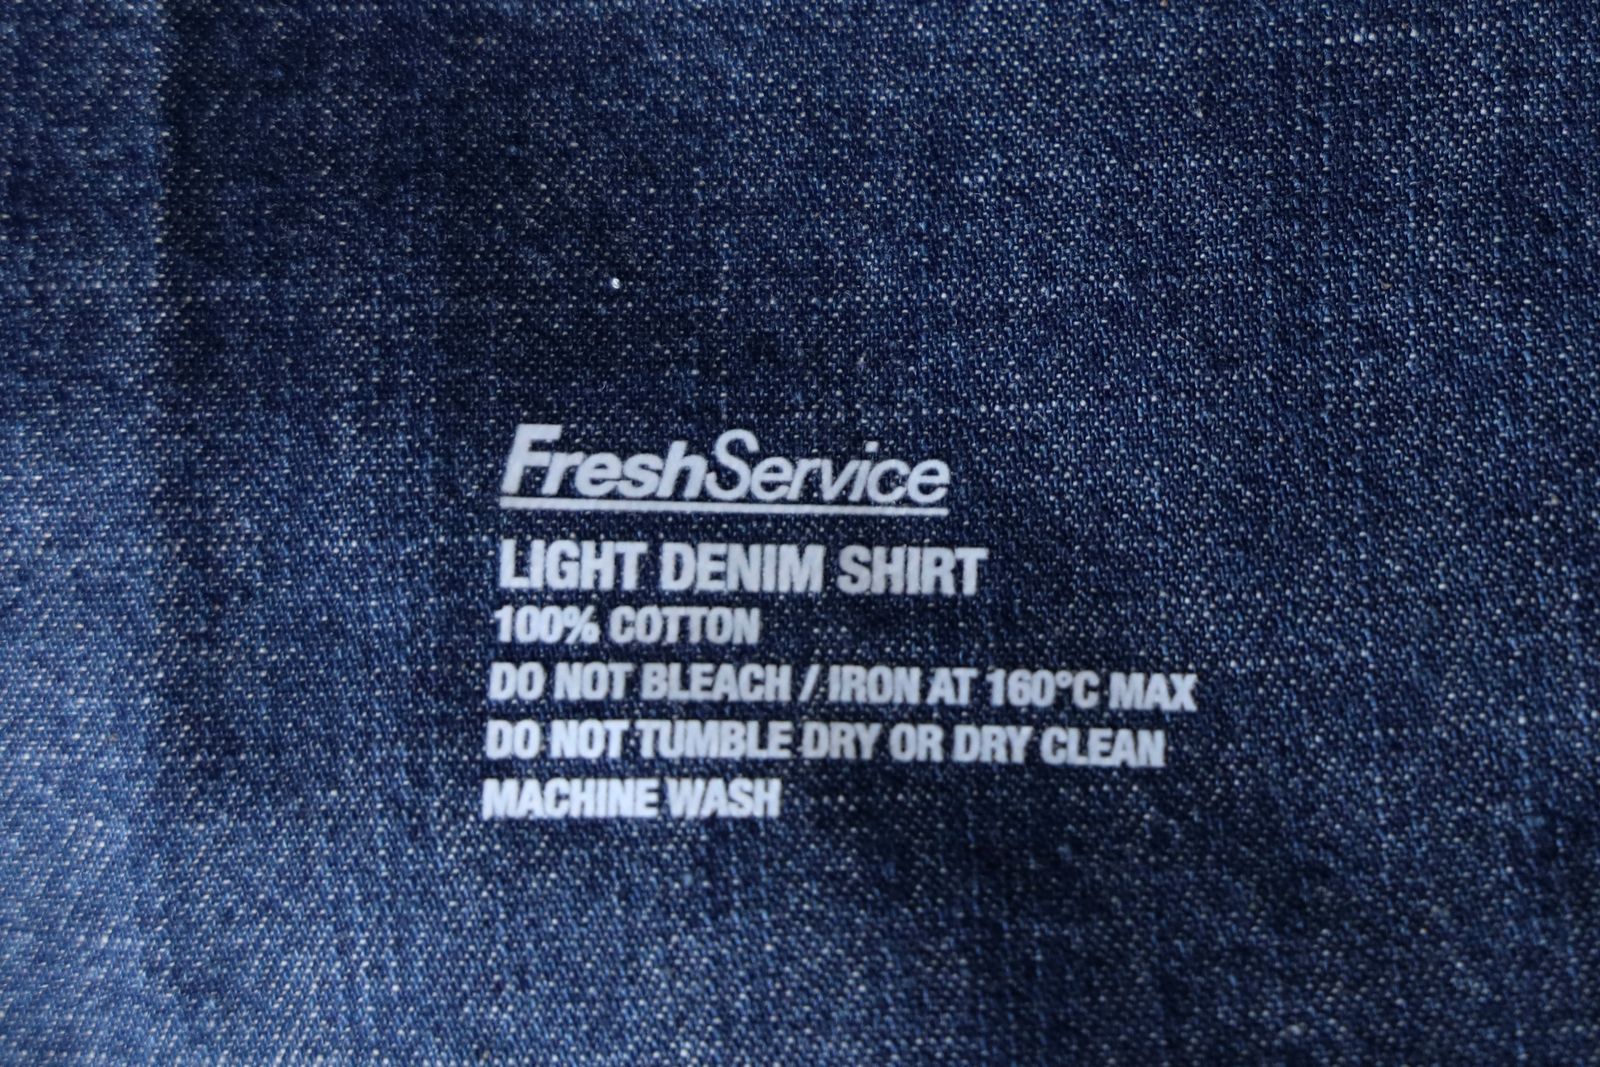 FreshService
LIGHT DENIM SHIRT
100% COTTON
DO NOT BLEACH / IRON AT 160°C MAX
DO NOT TUMBLE DRY OR DRY CLEAN
MACHINE WASH